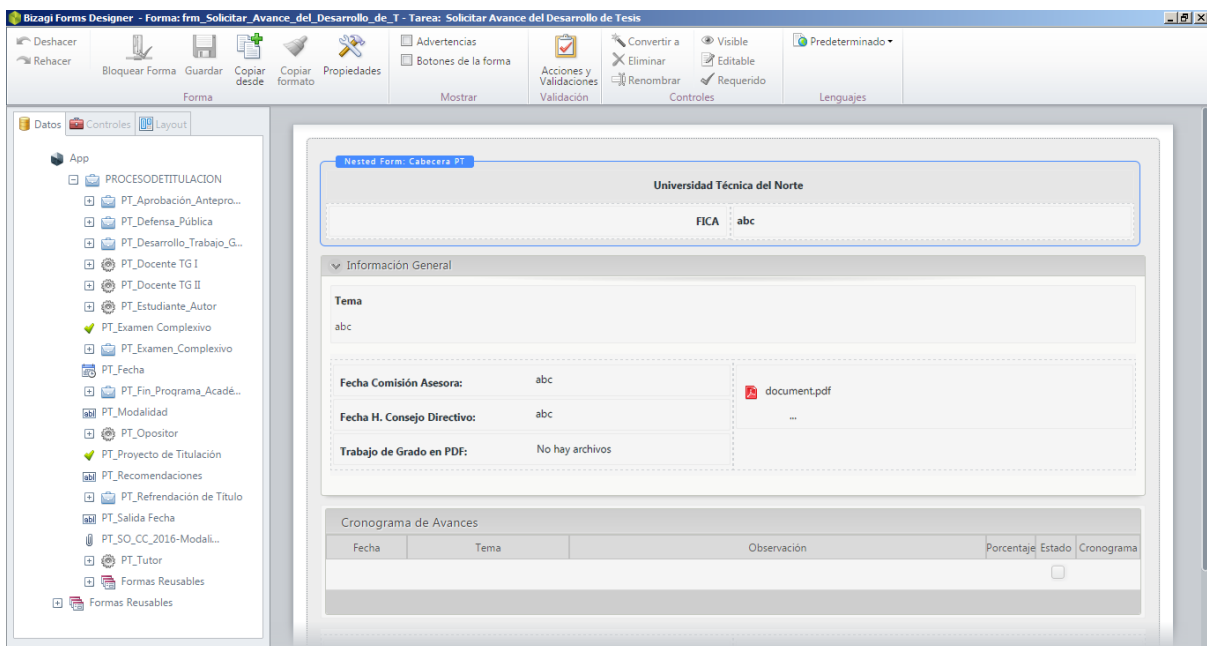 Bizagi Forms Designer - Forma: frm_Solicitar_Avance_del_Desarrollo_de_T - Tarea: Solicitar Avance del Desarrollo de Tesis
Deshacer
Rehacer
Bloquear Forma
Guardar
Copiar desde
Copiar formato
Propiedades
Forma
Advertencias
Botones de la forma
Mostrar
Acciones y Validaciones
Validación
Convertir a
Eliminar
Renombrar
Visible
Editable
Requerido
Controles
Predeterminado
Lenguajes
Datos
Controles
Layout
App
PROCESODETITULACION
PT_Aprobación_Antepro...
PT_Defensa_Pública
PT_Desarrollo_Trabajo_G...
PT_Docente TG I
PT_Docente TG II
PT_Estudiante_Autor
PT_Examen Complexivo
PT_Examen_Complexivo
PT_Fecha
PT_Fin_Programa_Acadé...
PT_Modalidad
PT_Opositor
PT_Proyecto de Titulación
PT_Recomendaciones
PT_Refrendación de Título
PT_Salida Fecha
PT_SO_CC_2016-Modali...
PT_Tutor
Formas Reusables
Formas Reusables
Nested Form: Cabecera PT
Universidad Técnica del Norte
FICA abc
Información General
Tema
abc
Fecha Comisión Asesora: abc
Fecha H. Consejo Directivo: abc
Trabajo de Grado en PDF: No hay archivos
document.pdf
...
Cronograma de Avances
Fecha Tema Observación Porcentaje Estado Cronograma